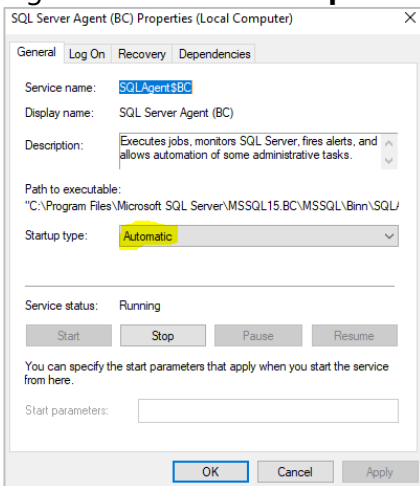 SQL Server Agent (BC) Properties (Local Computer)
General Log On Recovery Dependencies
Service name: SQLAgent$BC
Display name: SQL Server Agent (BC)
Description: Executes jobs, monitors SQL Server, fires alerts, and
allows automation of some administrative tasks.
Path to executable:
"C:\Program Files\Microsoft SQL Server\MSSQL15.BC\MSSQL\Binn\SQLA
Startup type: Automatic
Service status: Running
Start Stop Pause Resume
You can specify the start parameters that apply when you start the service
from here.
Start parameters:
OK Cancel Apply